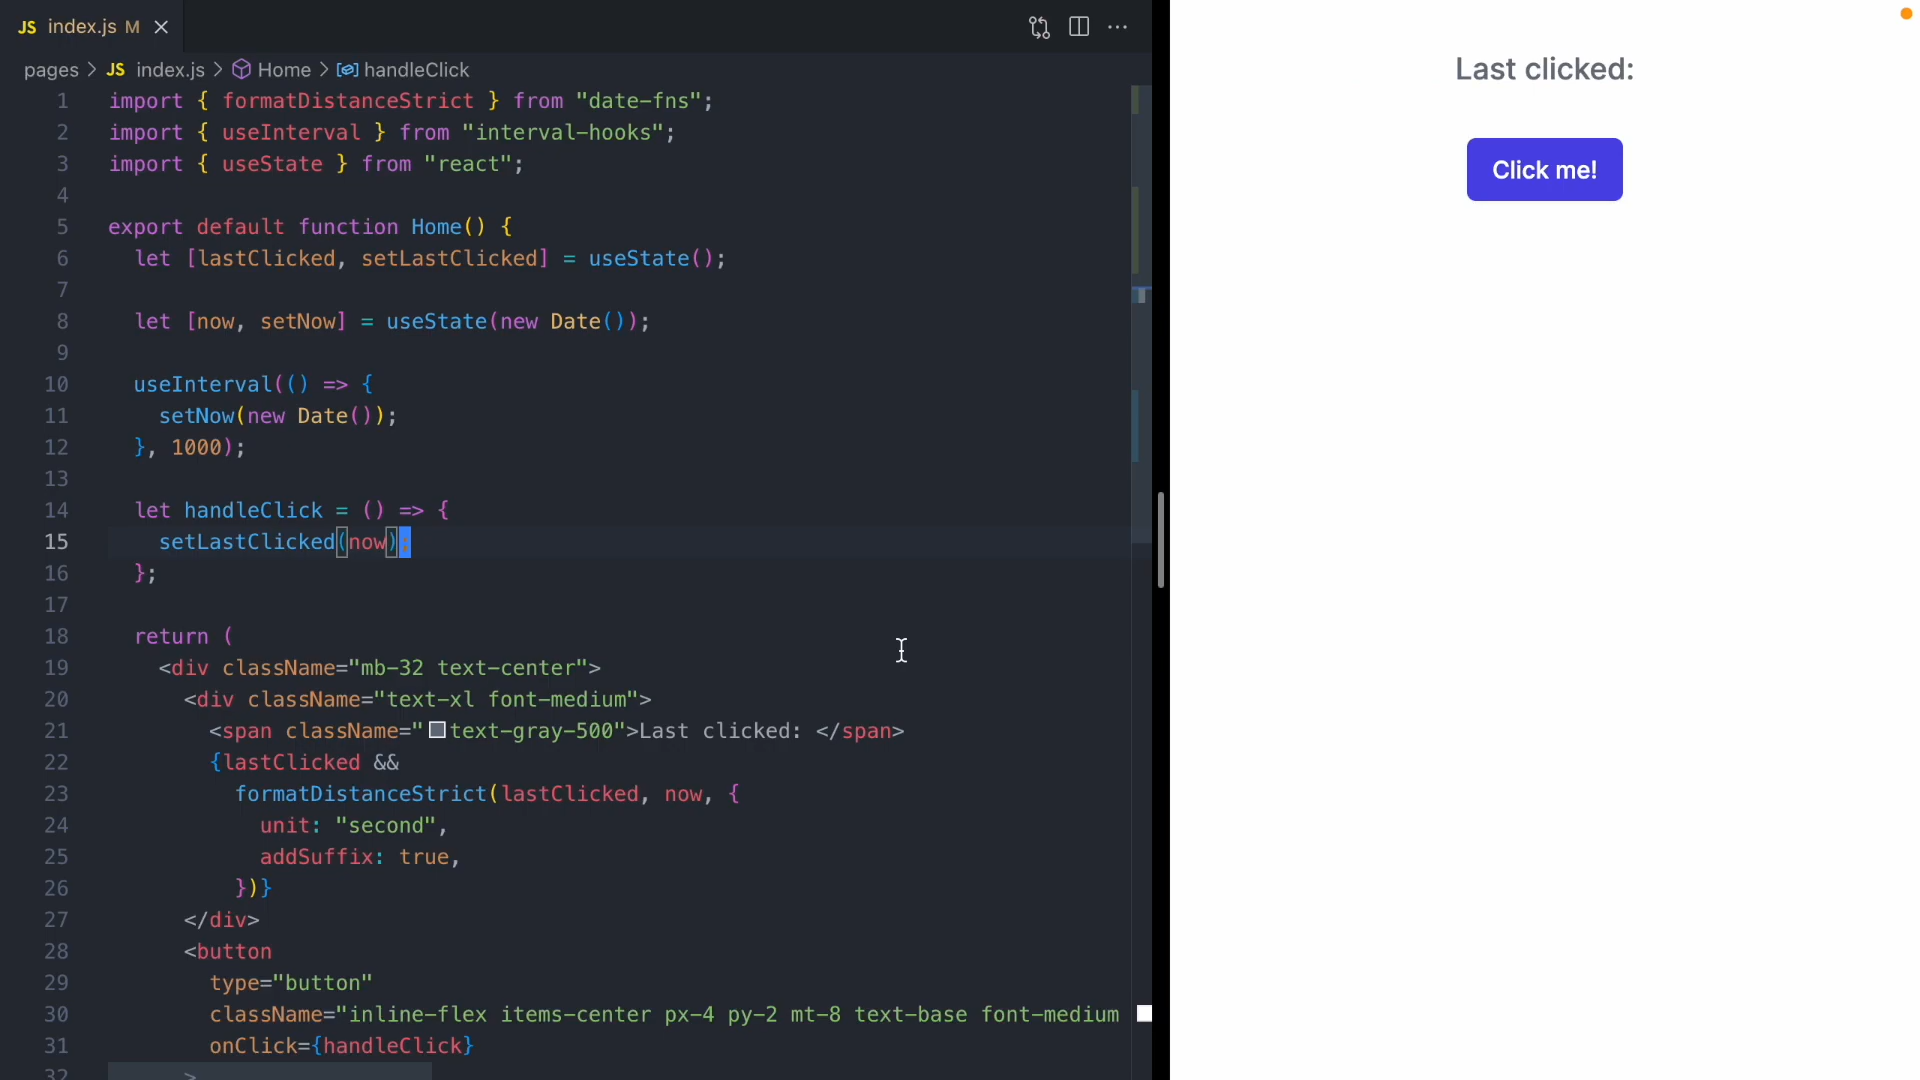 JS index.js M
pages > JS index.js > Home > handleClick
1 import { formatDistanceStrict } from "date-fns";
2 import { useInterval } from "interval-hooks";
3 import { useState } from "react";
4
5 export default function Home() {
6 let [lastClicked, setLastClicked] = useState();
7
8 let [now, setNow] = useState(new Date());
9
10 useInterval(() => {
11 setNow(new Date());
12 }, 1000);
13
14 let handleClick = () => {
15 setLastClicked(now);
16 };
17
18 return (
19 <div className="mb-32 text-center">
20 <div className="text-xl font-medium">
21 <span className="text-gray-500">Last clicked: </span>
22 {lastClicked &&
23 formatDistanceStrict(lastClicked, now, {
24 unit: "second",
25 addSuffix: true,
26 })}
27 </div>
28 <button
29 type="button"
30 className="inline-flex items-center px-4 py-2 mt-8 text-base font-medium
31 onClick={handleClick}
32 >
Last clicked:
Click me!